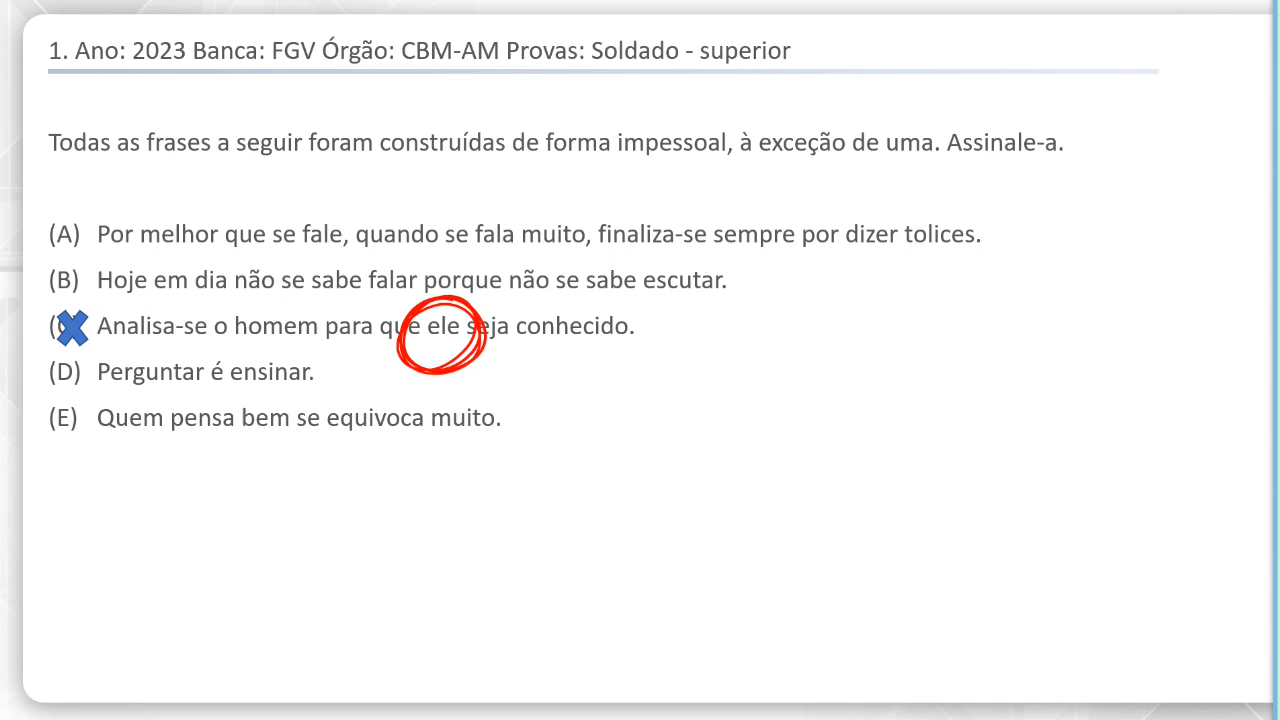 1. Ano: 2023 Banca: FGV Órgão: CBM-AM Provas: Soldado - superior
Todas as frases a seguir foram construídas de forma impessoal, à exceção de uma. Assinale-a.
(A) Por melhor que se fale, quando se fala muito, finaliza-se sempre por dizer tolices.
(B) Hoje em dia não se sabe falar porque não se sabe escutar.
(C) Analisa-se o homem para que ele seja conhecido.
(D) Perguntar é ensinar.
(E) Quem pensa bem se equivoca muito.